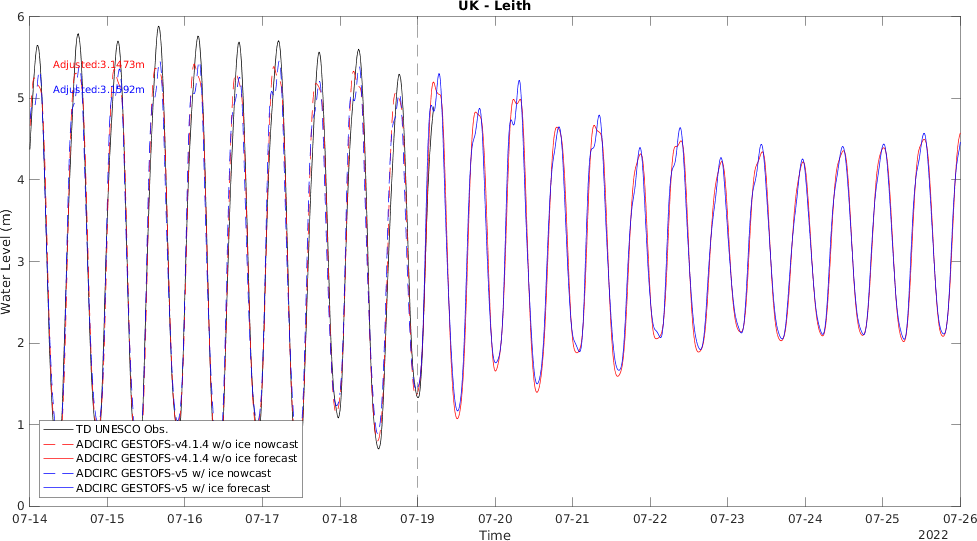 UK - Leith
6
5
4
3
2
1
0
Water Level (m)
Adjusted:3.1473m
Adjusted:3.1592m
TD UNESCO Obs.
ADCIRC GESTOFS-v4.1.4 w/o ice nowcast
ADCIRC GESTOFS-v4.1.4 w/o ice forecast
ADCIRC GESTOFS-v5 w/ ice nowcast
ADCIRC GESTOFS-v5 w/ ice forecast
07-14 07-15 07-16 07-17 07-18 07-19 07-20 07-21 07-22 07-23 07-24 07-25 07-26
Time
2022